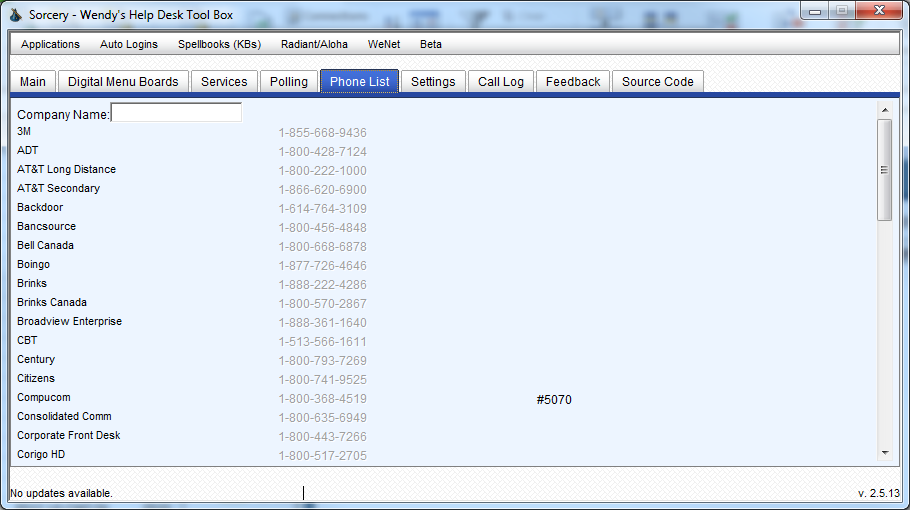 Sorcery - Wendy's Help Desk Tool Box
Applications Auto Logins Spellbooks (KBs) Radiant/Aloha WeNet Beta
Main Digital Menu Boards Services Polling Phone List Settings Call Log Feedback Source Code
Company Name:
3M 1-855-668-9436
ADT 1-800-428-7124
AT&T Long Distance 1-800-222-1000
AT&T Secondary 1-866-620-6900
Backdoor 1-614-764-3109
Bancsource 1-800-456-4848
Bell Canada 1-800-668-6878
Boingo 1-877-726-4646
Brinks 1-888-222-4286
Brinks Canada 1-800-570-2867
Broadview Enterprise 1-888-361-1640
CBT 1-513-566-1611
Century 1-800-793-7269
Citizens 1-800-741-9525
Compucom 1-800-368-4519 #5070
Consolidated Comm 1-800-635-6949
Corporate Front Desk 1-800-443-7266
Corigo HD 1-800-517-2705
No updates available. v. 2.5.13